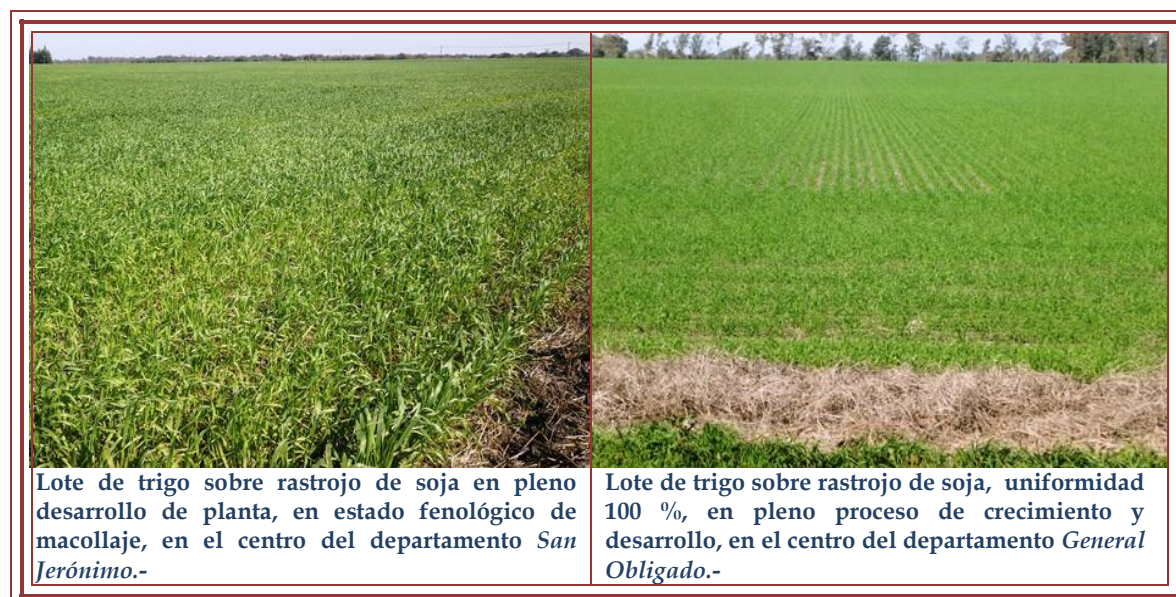 Lote de trigo sobre rastrojo de soja en pleno
desarrollo de planta, en estado fenológico de
macollaje, en el centro del departamento San
Jerónimo.-
Lote de trigo sobre rastrojo de soja, uniformidad
100 %, en pleno proceso de crecimiento y
desarrollo, en el centro del departamento General
Obligado.-